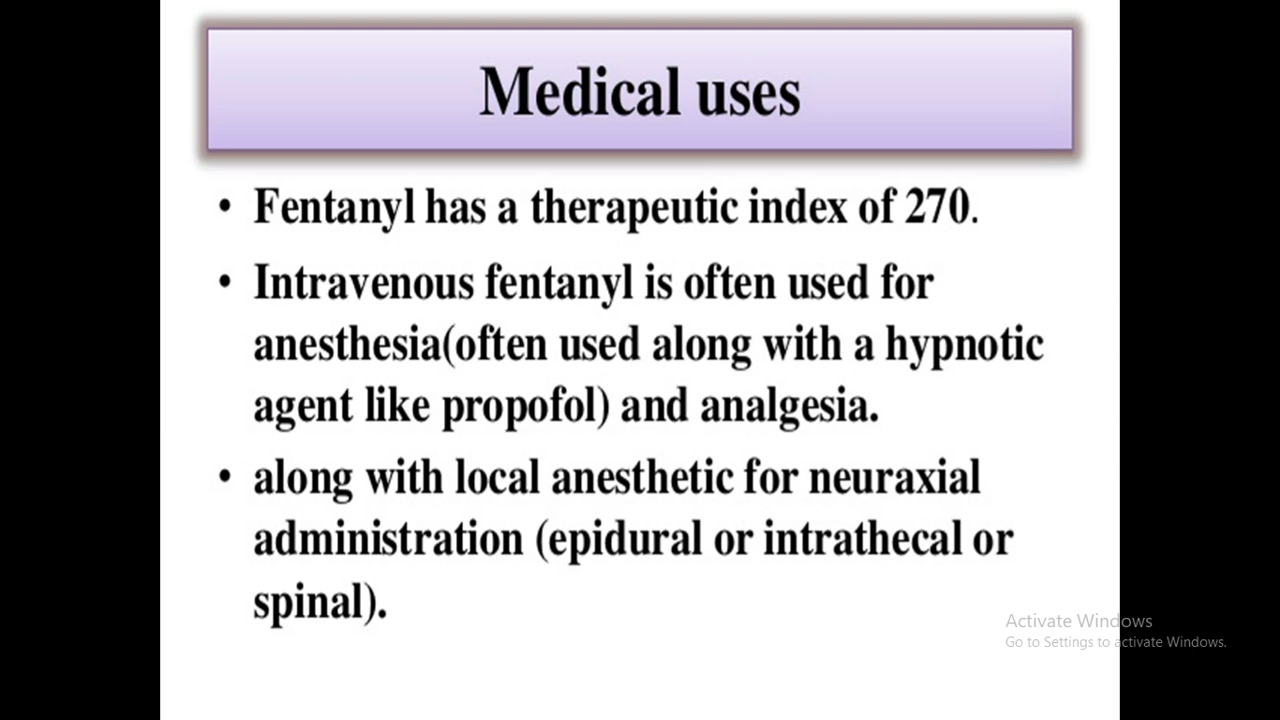 Medical uses
• Fentanyl has a therapeutic index of 270.
• Intravenous fentanyl is often used for
anesthesia(often used along with a hypnotic
agent like propofol) and analgesia.
• along with local anesthetic for neuraxial
administration (epidural or intrathecal or
spinal).
Activate Windows
Go to Settings to activate Windows.